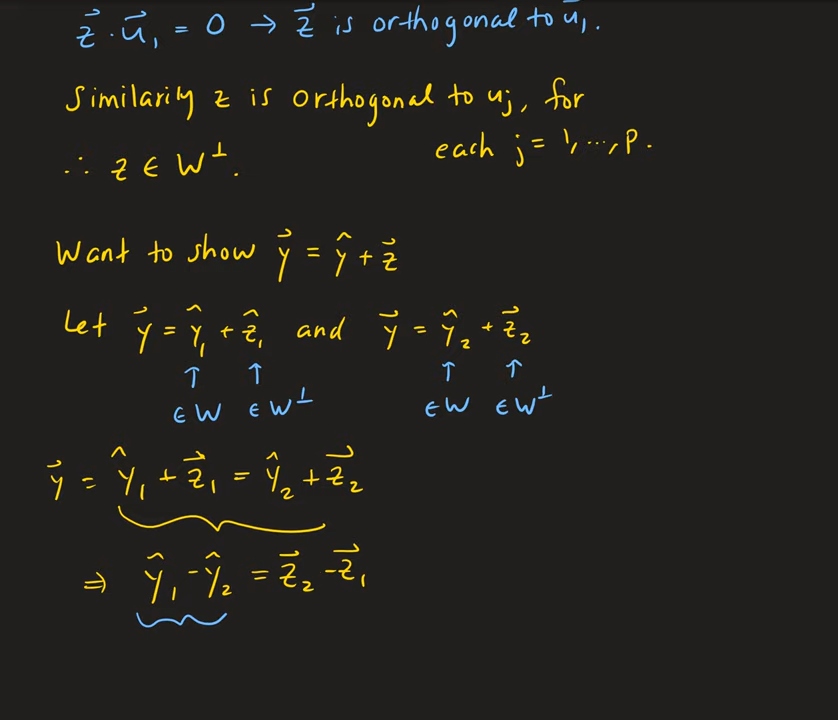 z⃗ · u⃗₁ = 0 → z⃗ is orthogonal to u⃗₁.
Similarily z is orthogonal to uⱼ, for
each j = 1, ..., p.
∴ z ∈ W^⊥.
Want to show y⃗ = ŷ + z⃗
Let y⃗ = ŷ₁ + ẑ₁ and y⃗ = ŷ₂ + z⃗₂
↑ ↑ ↑ ↑
∈ W ∈ W^⊥ ∈ W ∈ W^⊥
y⃗ = ŷ₁ + z⃗₁ = ŷ₂ + z⃗₂
⇒ ŷ₁ - ŷ₂ = z⃗₂ - z⃗₁